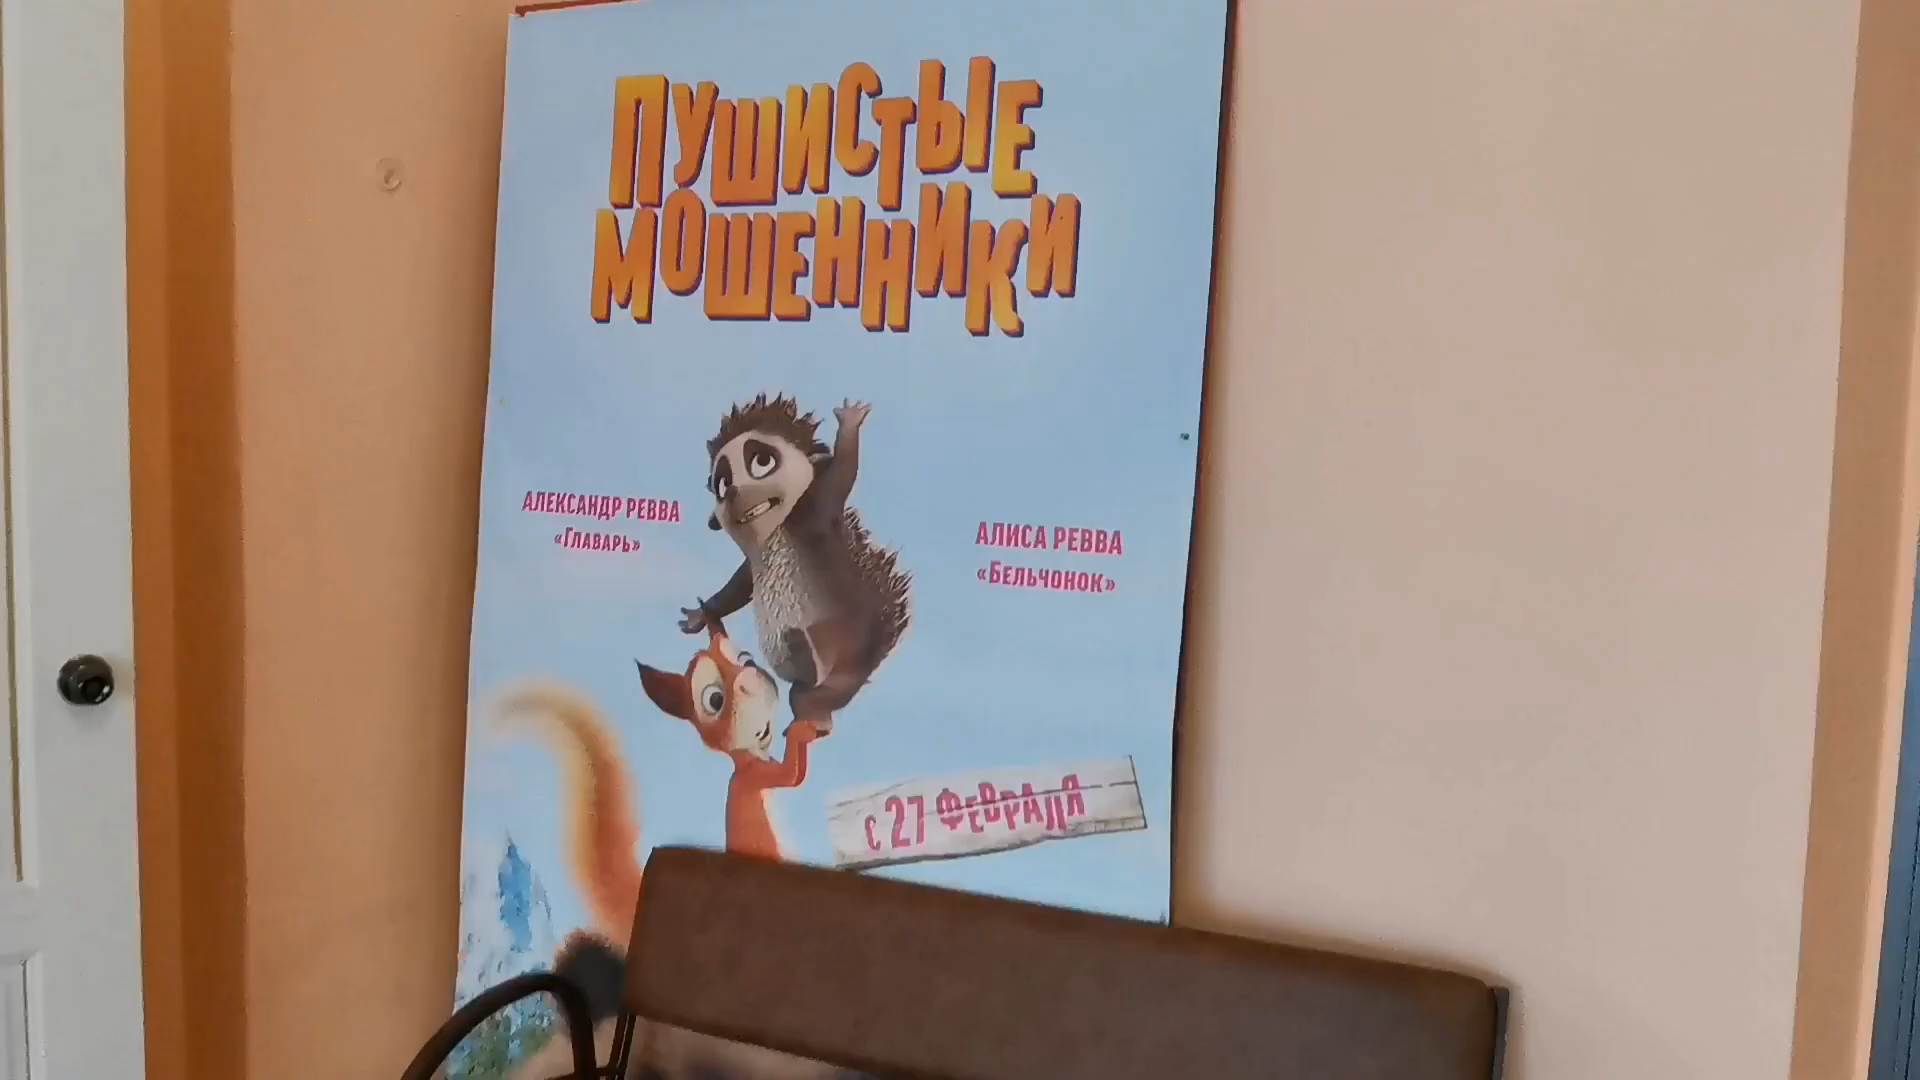 ПУШИСТЫЕ
МОШЕННИКИ
АЛЕКСАНДР РЕВВА
«ГЛАВАРЬ»
АЛИСА РЕВВА
«БЕЛЬЧОНОК»
С 27 ФЕВРАЛЯ